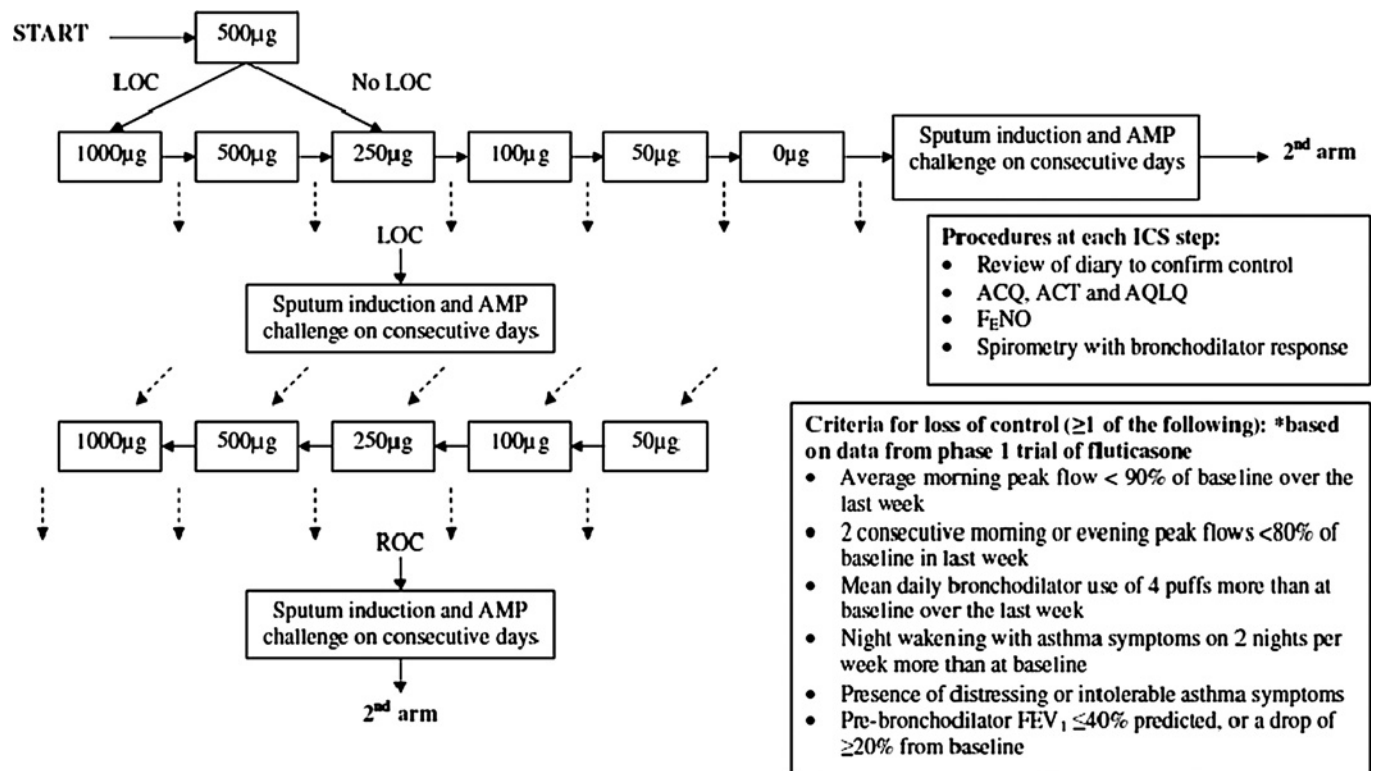 START
500µg
LOC
No LOC
1000µg
500µg
250µg
100µg
50µg
0µg
Sputum induction and AMP
challenge on consecutive days
2nd arm
LOC
Sputum induction and AMP
challenge on consecutive days
Procedures at each ICS step:
• Review of diary to confirm control
• ACQ, ACT and AQLQ
• FENO
• Spirometry with bronchodilator response
1000µg
500µg
250µg
100µg
50µg
ROC
Sputum induction and AMP
challenge on consecutive days
2nd arm
Criteria for loss of control (≥1 of the following): *based
on data from phase 1 trial of fluticasone
• Average morning peak flow < 90% of baseline over the
last week
• 2 consecutive morning or evening peak flows <80% of
baseline in last week
• Mean daily bronchodilator use of 4 puffs more than at
baseline over the last week
• Night wakening with asthma symptoms on 2 nights per
week more than at baseline
• Presence of distressing or intolerable asthma symptoms
• Pre-bronchodilator FEV1 ≤40% predicted, or a drop of
≥20% from baseline